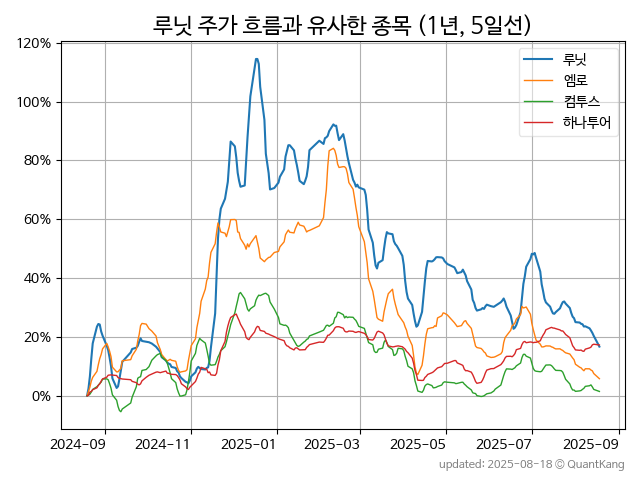 루닛 주가 흐름과 유사한 종목 (1년, 5일선)
120%
100%
80%
60%
40%
20%
0%
루닛
엠로
컴투스
하나투어
2024-09 2024-11 2025-01 2025-03 2025-05 2025-07 2025-09
updated: 2025-08-18 © QuantKang